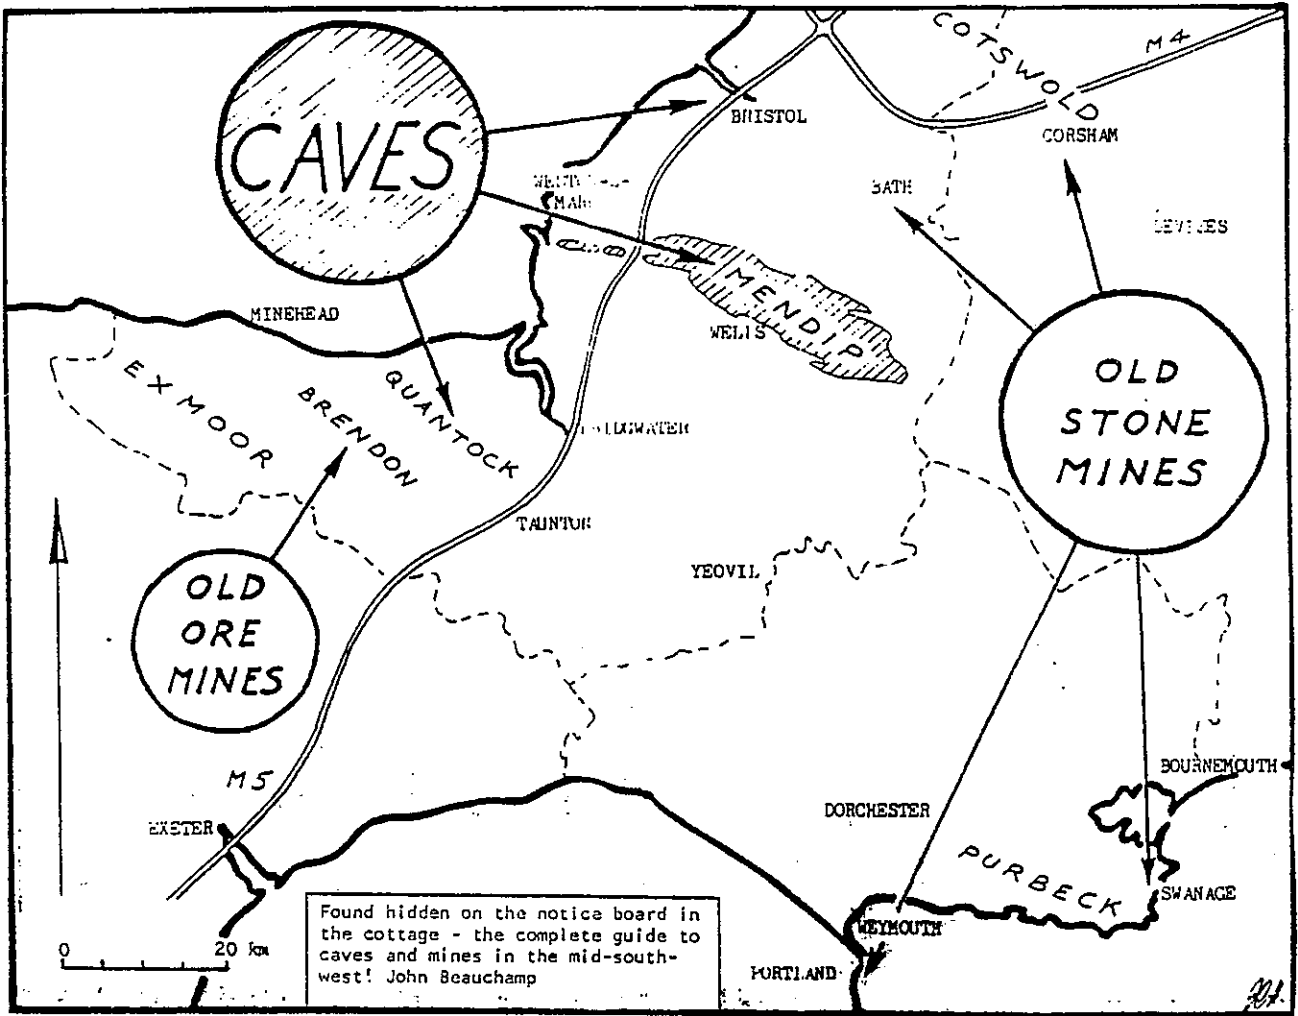 COTSWOLD
M4
CAVES
BRISTOL
CORSHAM
BATH
MENDIP
WELLS
MINEHEAD
EXMOOR
BRENDON
QUANTOCK
TAUNTON
YEOVIL
OLD
STONE
MINES
OLD
ORE
MINES
M5
EXETER
DORCHESTER
BOURNEMOUTH
PURBECK
SWANAGE
WEYMOUTH
PORTLAND
0 20 km
Found hidden on the notice board in
the cottage - the complete guide to
caves and mines in the mid-south-
west! John Beauchamp